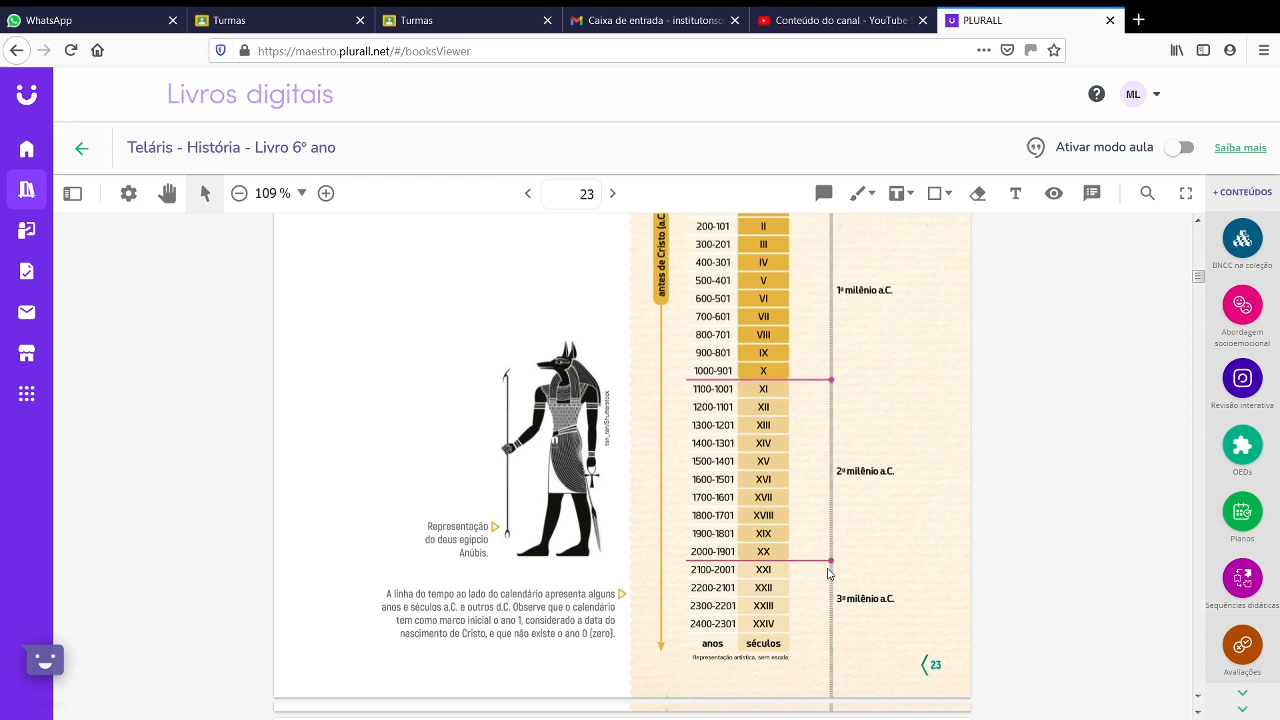 WhatsApp
Turmas
Tur
Caixa de entrada - institutosco
Conteúdo do canal - YouTube S
PLURALL
https://maestro.plurall.net/#/booksViewer
Livros digitais
ML
Teláris - História - Livro 6º ano
Ativar modo aula
Saiba mais
109 %
23
+ CONTEÚDOS
antes de Cristo (a.C.
200-101 II
300-201 III
400-301 IV
500-401 V
600-501 VI
700-601 VII
800-701 VIII
900-801 IX
1000-901 X
1100-1001 XI
1200-1101 XII
1300-1201 XIII
1400-1301 XIV
1500-1401 XV
1600-1501 XVI
1700-1601 XVII
1800-1701 XVIII
1900-1801 XIX
2000-1901 XX
2100-2001 XXI
2200-2101 XXII
2300-2201 XXIII
2400-2301 XXIV
anos séculos
Representação artística, sem escala
1º milênio a.C.
2º milênio a.C.
3º milênio a.C.
Representação
do deus egípcio
Anúbis.
A linha do tempo ao lado do calendário apresenta alguns
anos e séculos a.C. e outros d.C. Observe que o calendário
tem como marco inicial o ano 1, considerado a data do
nascimento de Cristo, e que não existe o ano 0 (zero).
23
BNCC na coleção
Abordagem
socioemocional
Revisão interativa
OEDs
Planos
Sequências didáticas
Avaliações